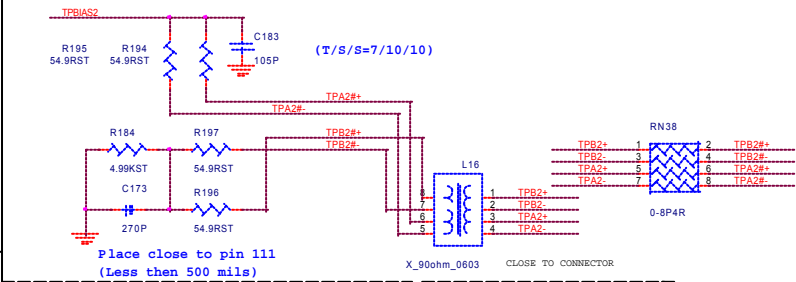 TPBIAS2
R195
54.9RST
R194
54.9RST
C183
105P
(T/S/S=7/10/10)
TPA2#+
TPA2#-
R184
4.99KST
R197
54.9RST
TPB2#+
TPB2#-
C173
270P
R196
54.9RST
Place close to pin 111
(Less then 500 mils)
L16
8
7
6
5
1
2
3
4
TPB2+
TPB2-
TPA2+
TPA2-
X_90ohm_0603
CLOSE TO CONNECTOR
RN38
TPB2+ 1 2 TPB2#+
TPB2- 3 4 TPB2#-
TPA2+ 5 6 TPA2#+
TPA2- 7 8 TPA2#-
0-8P4R